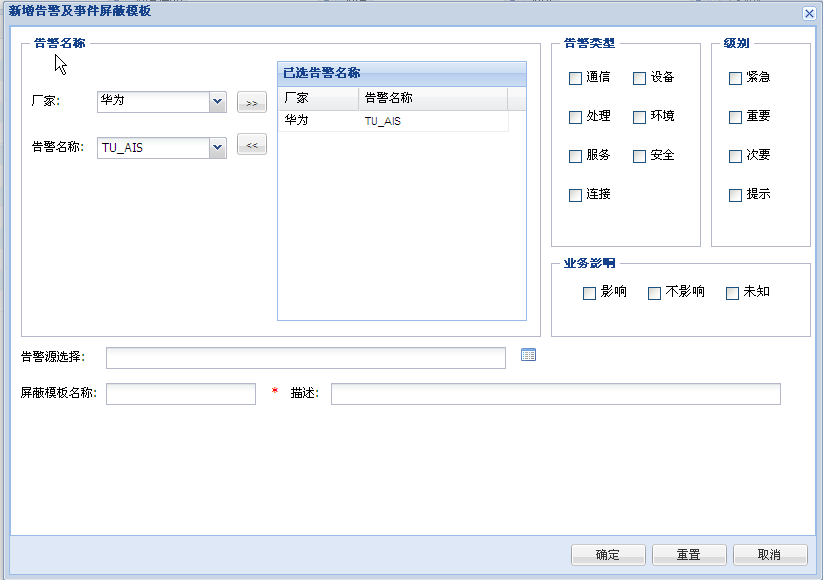 新增告警及事件屏蔽模板
告警名称
厂家:
华为
>>
告警名称:
TU_AIS
<<
已选告警名称
厂家 告警名称
华为 TU_AIS
告警类型
通信 设备
处理 环境
服务 安全
连接
级别
紧急
重要
次要
提示
业务影响
影响 不影响 未知
告警源选择:
屏蔽模板名称: * 描述:
确定 重置 取消